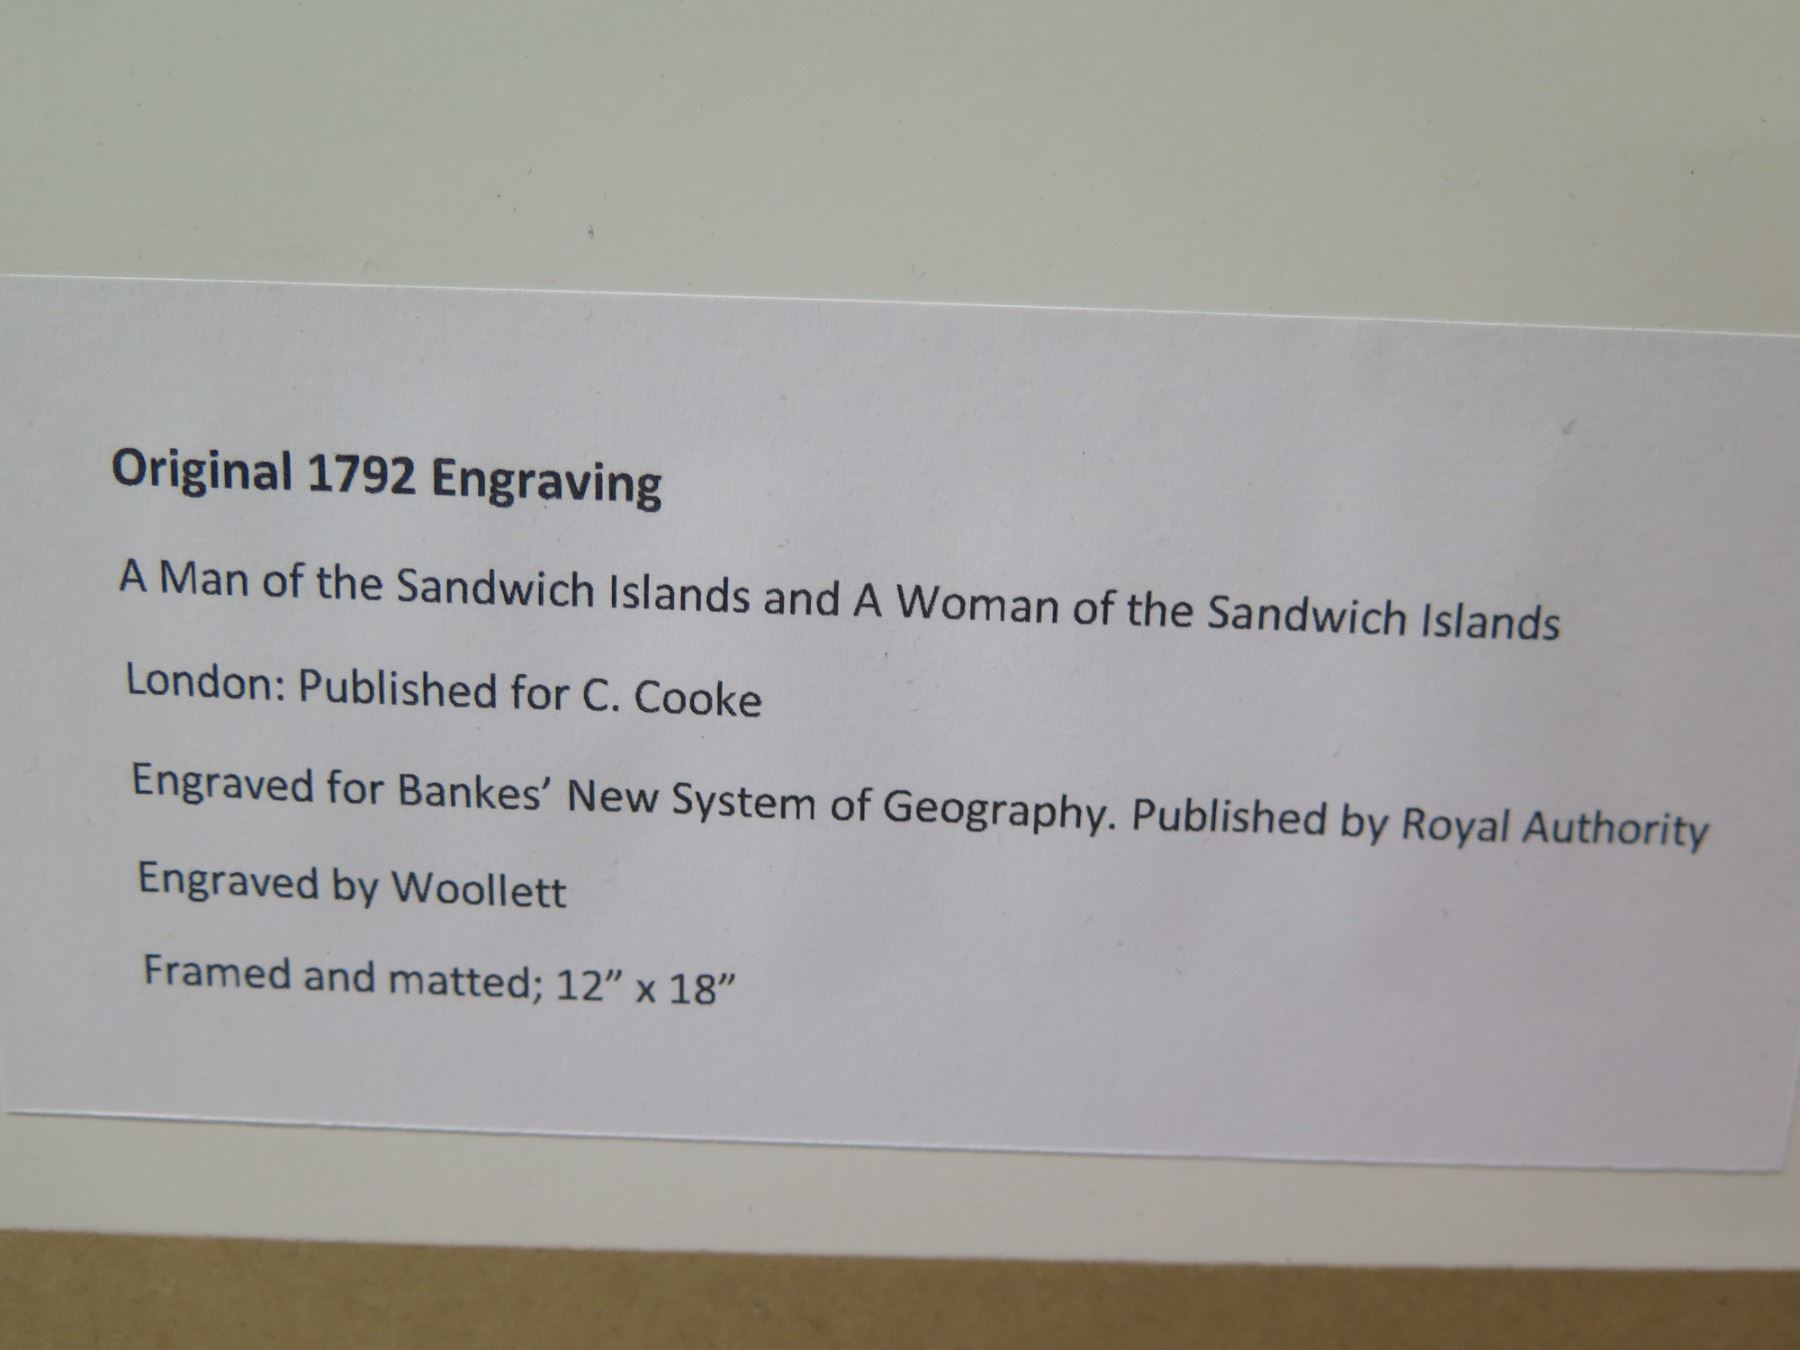 Original 1792 Engraving
A Man of the Sandwich Islands and A Woman of the Sandwich Islands
London: Published for C. Cooke
Engraved for Bankes’ New System of Geography. Published by Royal Authority
Engraved by Woollett
Framed and matted; 12” x 18”